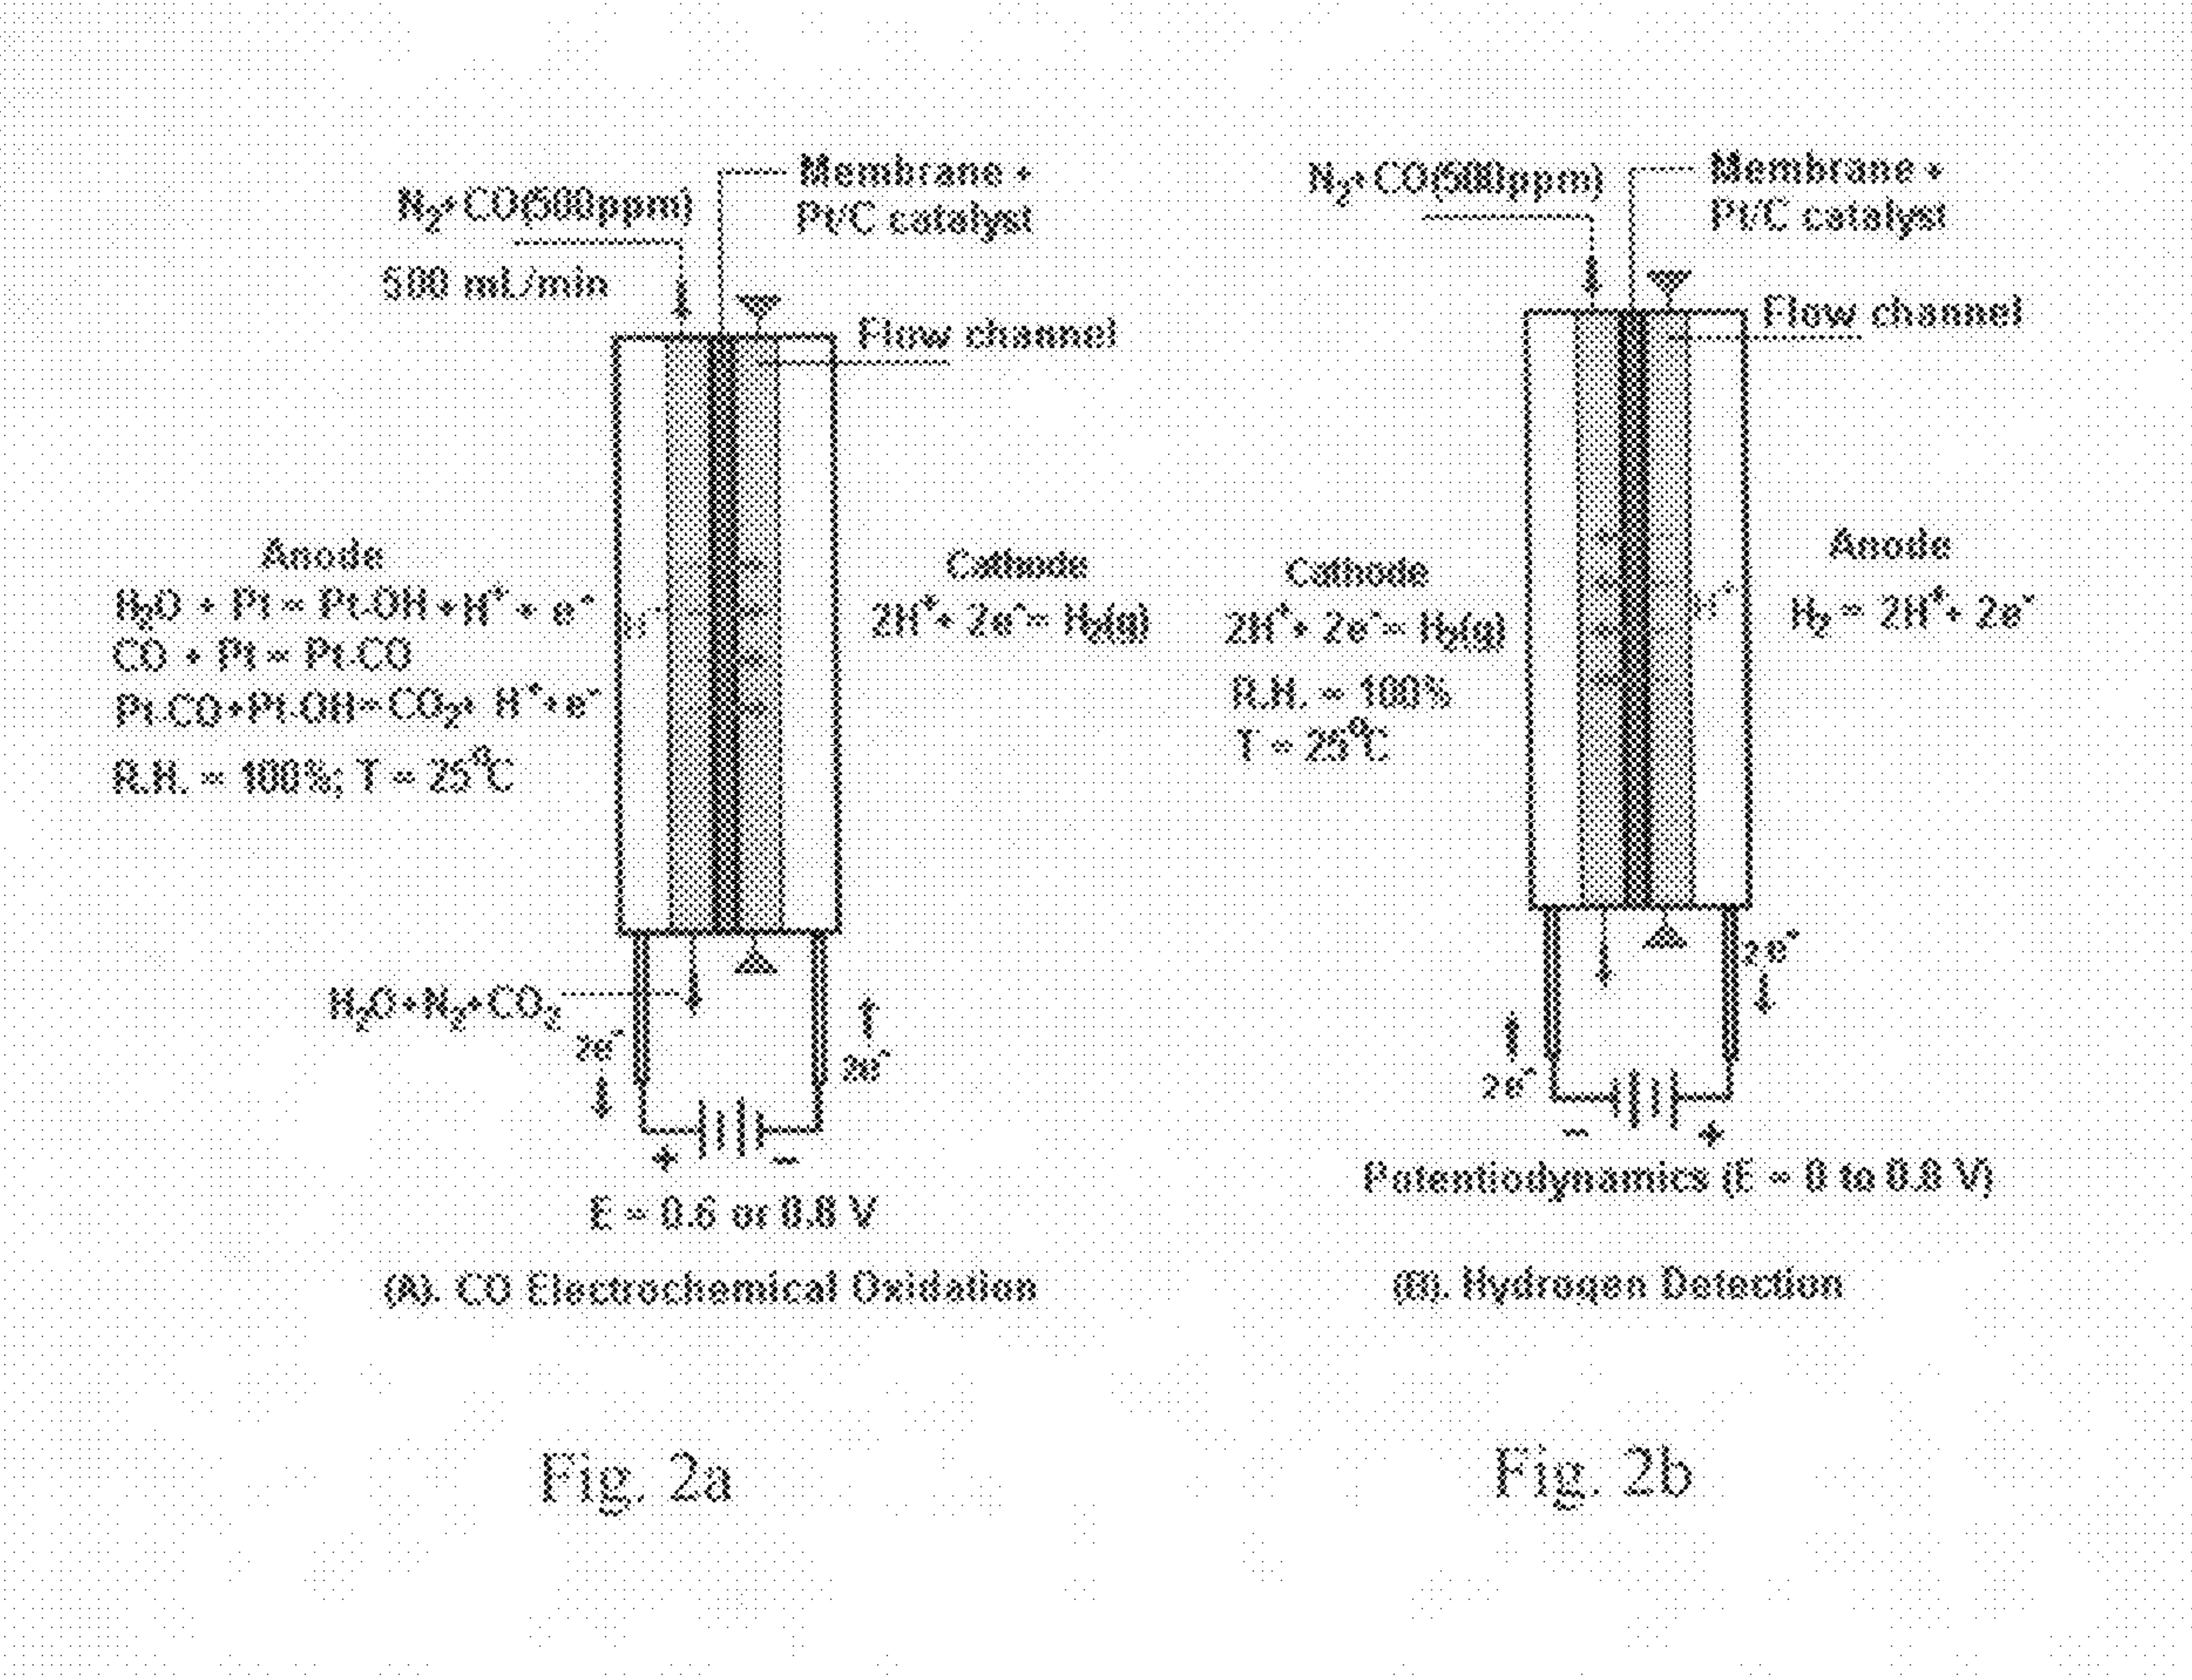 N2+CO(500ppm)
500 mL/min
Membrane +
Pt/C catalyst
Flow channel
Anode
H2O + Pt = Pt-OH + H+ + e-
CO + Pt = Pt-CO
Pt-CO+Pt-OH=CO2+ H+ + e-
R.H. = 100%; T = 25⁰C
H+
Cathode
2H+ + 2e- = H2(g)
H2O+N2+CO2
2e-
2e-
+ −
E = 0.6 or 0.8 V
(A). CO Electrochemical Oxidation
Fig. 2a
N2+CO(500ppm)
Membrane +
Pt/C catalyst
Flow channel
Cathode
2H+ + 2e- = H2(g)
R.H. = 100%
T = 25⁰C
H+
Anode
H2 = 2H+ + 2e-
2e-
2e-
− +
Potentiodynamics (E = 0 to 0.8 V)
(B). Hydrogen Detection
Fig. 2b